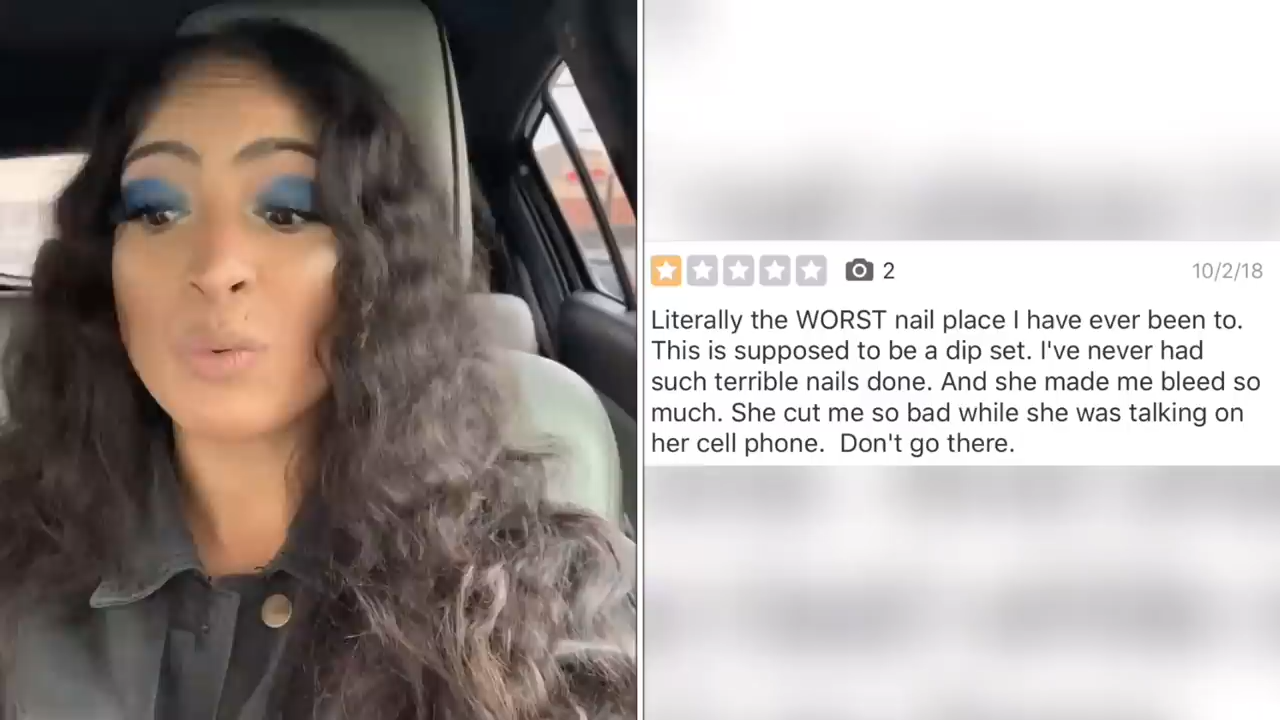 2 10/2/18
Literally the WORST nail place I have ever been to.
This is supposed to be a dip set. I've never had
such terrible nails done. And she made me bleed so
much. She cut me so bad while she was talking on
her cell phone.  Don't go there.